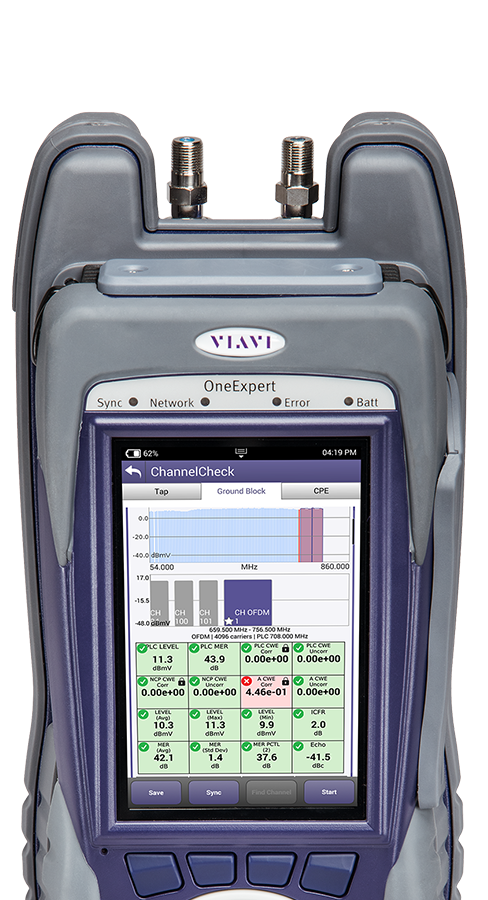 VIAVI
OneExpert
Sync Network Error Batt
62% 04:19 PM
ChannelCheck
Tap Ground Block CPE
0.0
-20.0
-40.0 dBmV
54.000 MHz 860.000
17.0
-15.5
-48.0 dBmV
CH CH CH CH OFDM
100 101 1
659.500 MHz - 756.500 MHz
OFDM | 4096 carriers | PLC 708.000 MHz
PLC LEVEL PLC MER PLC CWE Corr PLC CWE Uncorr
11.3 dBmV 43.9 dB 0.00e+00 0.00e+00
NCP CWE Corr NCP CWE Uncorr A CWE Corr A CWE Uncorr
0.00e+00 0.00e+00 4.46e-01 0.00e+00
LEVEL (Avg) LEVEL (Max) LEVEL (Min) ICFR
10.3 dBmV 11.3 dBmV 9.9 dBmV 2.0 dB
MER (Avg) MER (Std Dev) MER PCTL (2) Echo
42.1 dB 1.4 dB 37.6 dB -41.5 dBc
Save Sync Find Channel Start